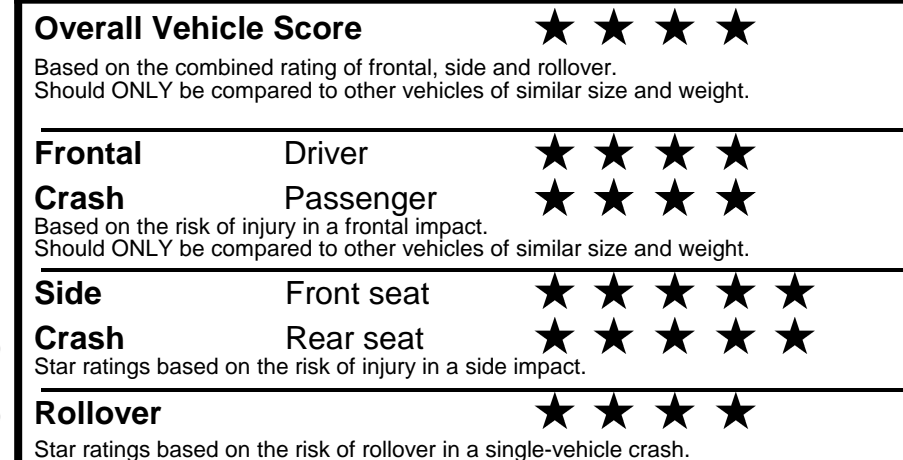 Overall Vehicle Score ★ ★ ★ ★
Based on the combined rating of frontal, side and rollover.
Should ONLY be compared to other vehicles of similar size and weight.
Frontal Driver ★ ★ ★ ★
Crash Passenger ★ ★ ★ ★
Based on the risk of injury in a frontal impact.
Should ONLY be compared to other vehicles of similar size and weight.
Side Front seat ★ ★ ★ ★ ★
Crash Rear seat ★ ★ ★ ★ ★
Star ratings based on the risk of injury in a side impact.
Rollover ★ ★ ★ ★
Star ratings based on the risk of rollover in a single-vehicle crash.